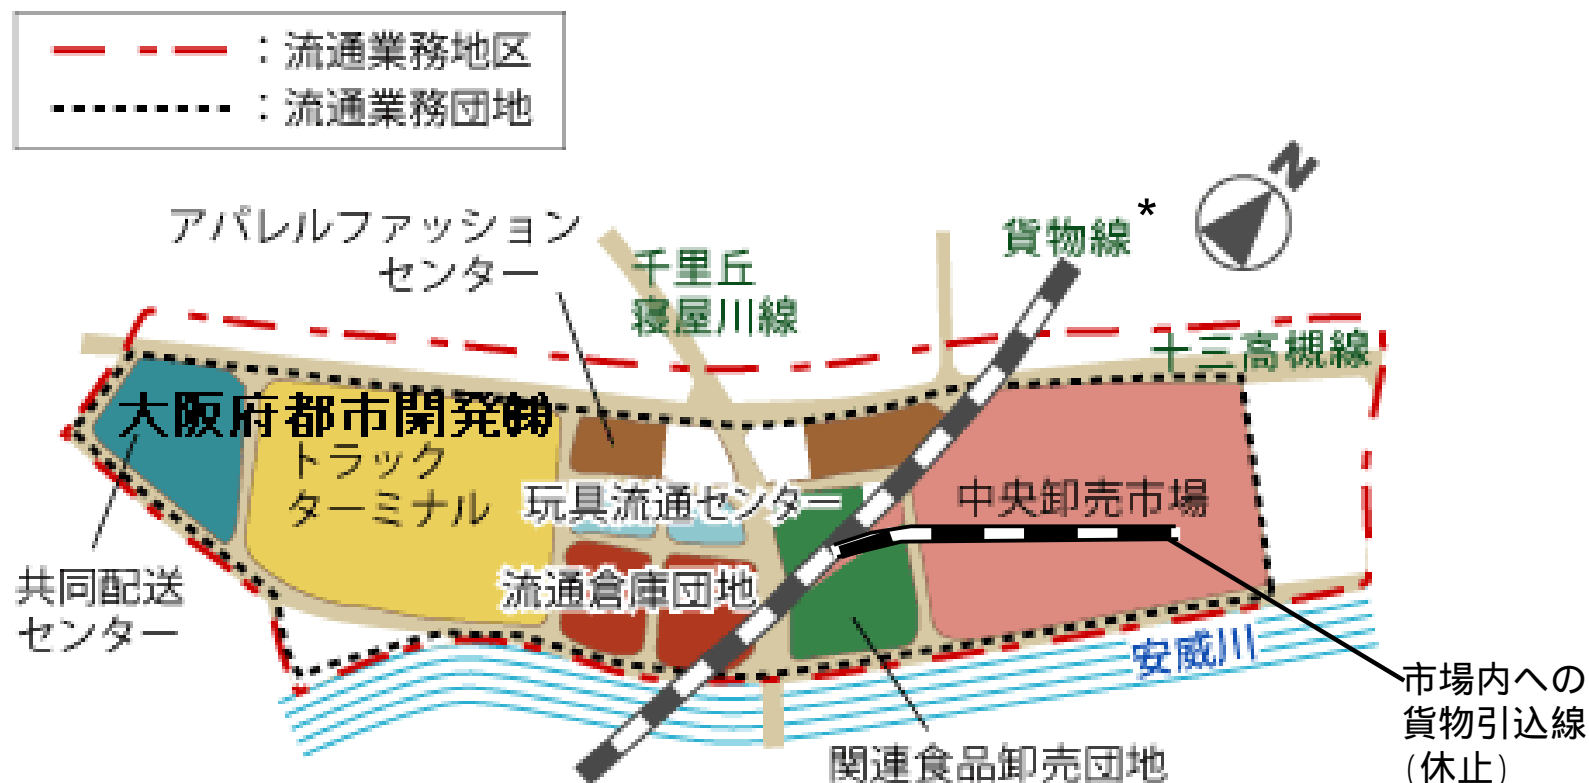 ：流通業務地区
：流通業務団地
アパレルファッション
センター
千里丘
寝屋川線
貨物線*
N
十三高槻線
大阪府都市開発㈱
トラック
ターミナル
玩具流通センター
中央卸売市場
共同配送
センター
流通倉庫団地
安威川
関連食品卸売団地
市場内への
貨物引込線
(休止)